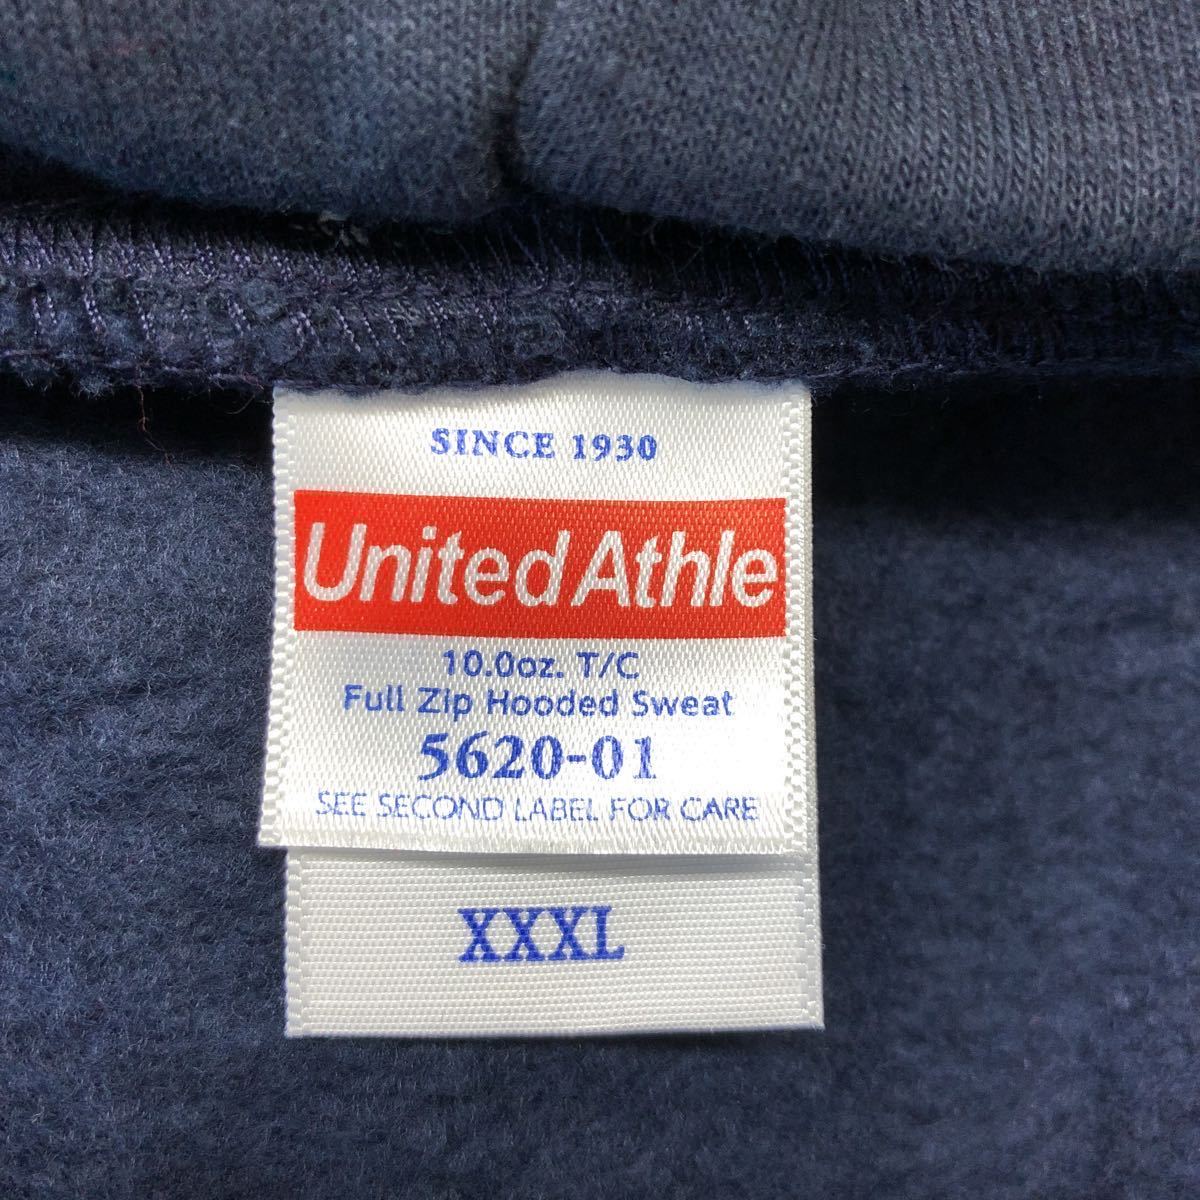 SINCE 1930
UnitedAthle
10.0oz. T/C
Full Zip Hooded Sweat
5620-01
SEE SECOND LABEL FOR CARE
XXXL